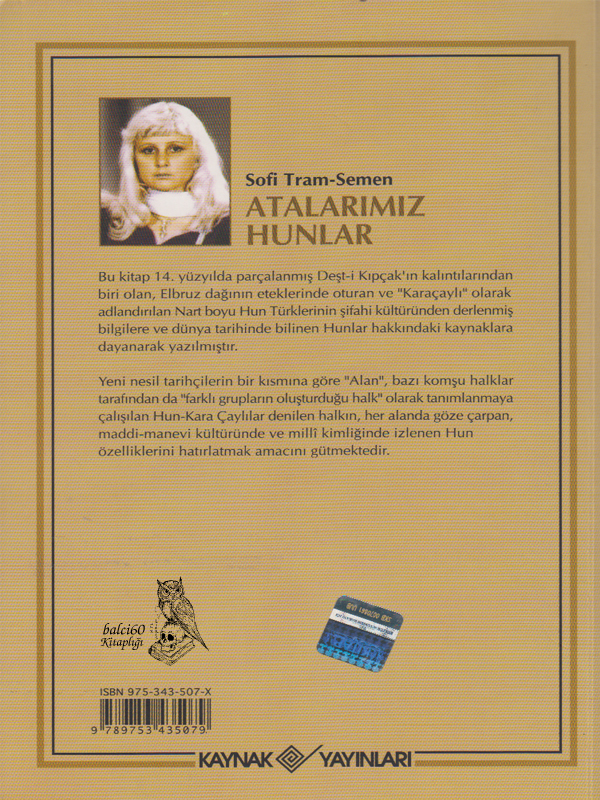 Sofi Tram-Semen
ATALARIMIZ
HUNLAR
Bu kitap 14. yüzyılda parçalanmış Deşt-i Kıpçak'ın kalıntılarından
biri olan, Elbruz dağının eteklerinde oturan ve "Karaçaylı" olarak
adlandırılan Nart boyu Hun Türklerinin şifahi kültüründen derlenmiş
bilgilere ve dünya tarihinde bilinen Hunlar hakkındaki kaynaklara
dayanarak yazılmıştır.
Yeni nesil tarihçilerin bir kısmına göre "Alan", bazı komşu halklar
tarafından da "farklı grupların oluşturduğu halk" olarak tanımlanmaya
çalışılan Hun-Kara Çaylılar denilen halkın, her alanda göze çarpan,
maddi-manevi kültüründe ve millî kimliğinde izlenen Hun
özelliklerini hatırlatmak amacını gütmektedir.
balci60
Kitaplığı
ISBN 975-343-507-X
9 789753 435079
KAYNAK YAYINLARI